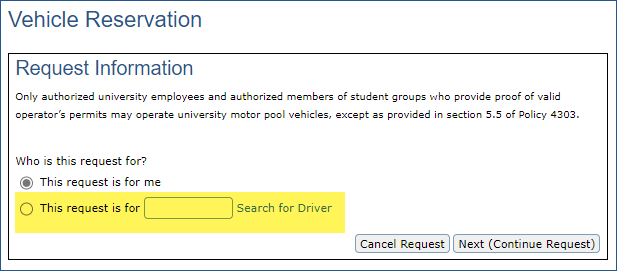 Vehicle Reservation
Request Information
Only authorized university employees and authorized members of student groups who provide proof of valid
operator's permits may operate university motor pool vehicles, except as provided in section 5.5 of Policy 4303.
Who is this request for?
This request is for me
This request is for Search for Driver
Cancel Request Next (Continue Request)